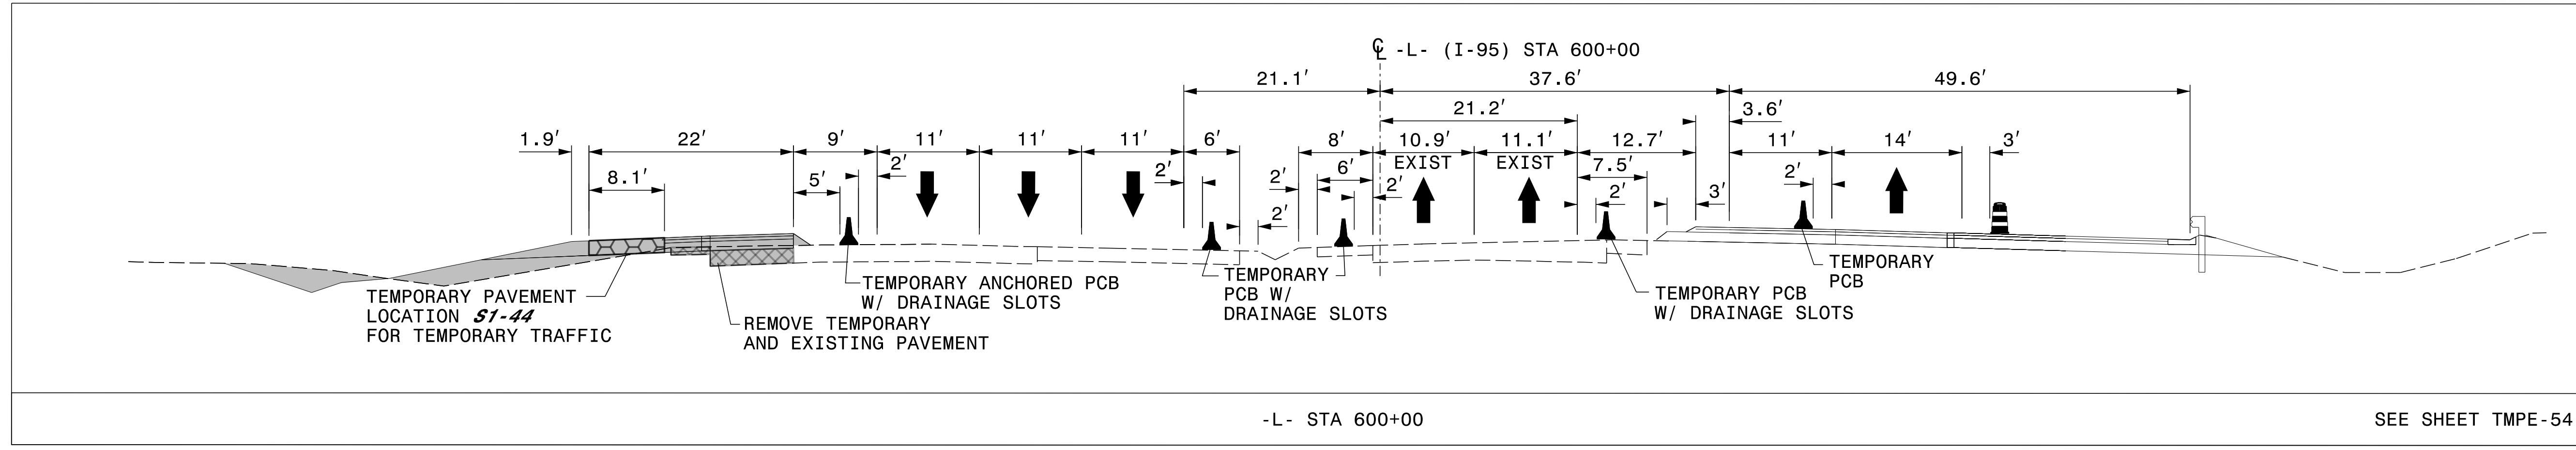 ℄ -L- (I-95) STA 600+00
21.1′ 37.6′ 49.6′
21.2′ 3.6′
1.9′ 22′ 9′ 11′ 11′ 11′ 6′ 8′ 10.9′ 11.1′ 12.7′ 11′ 14′ 3′
EXIST EXIST
8.1′ 5′ 2′ 2′ 2′ 6′ 2′ 7.5′ 2′ 3′ 2′
2′
TEMPORARY PAVEMENT
LOCATION S1-44
FOR TEMPORARY TRAFFIC
REMOVE TEMPORARY
AND EXISTING PAVEMENT
TEMPORARY ANCHORED PCB
W/ DRAINAGE SLOTS
TEMPORARY
PCB W/
DRAINAGE SLOTS
TEMPORARY PCB
W/ DRAINAGE SLOTS
TEMPORARY
PCB
-L- STA 600+00
SEE SHEET TMPE-54